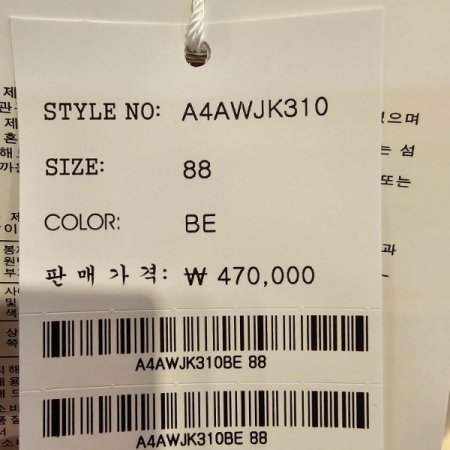 STYLE NO: A4AWJK310
SIZE: 88
COLOR: BE
판매가격: ₩ 470,000
A4AWJK310BE 88
A4AWJK310BE 88